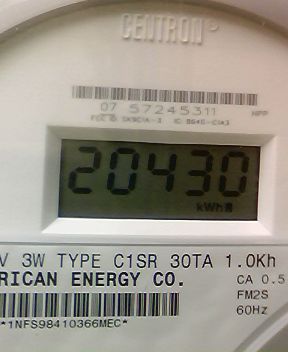 CENTRON®
07 57245311
20430
kWh
V 3W TYPE C1SR 30TA 1.0Kh
RICAN ENERGY CO. CA 0.5
FM2S
60Hz
*1NFS98410366MEC*